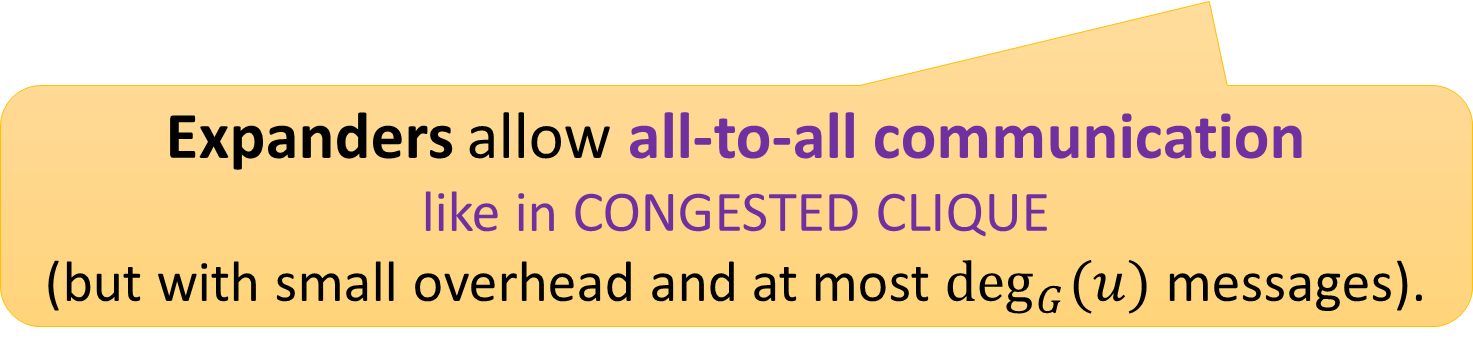 Expanders allow all-to-all communication
like in CONGESTED CLIQUE
(but with small overhead and at most deg_G(u) messages).